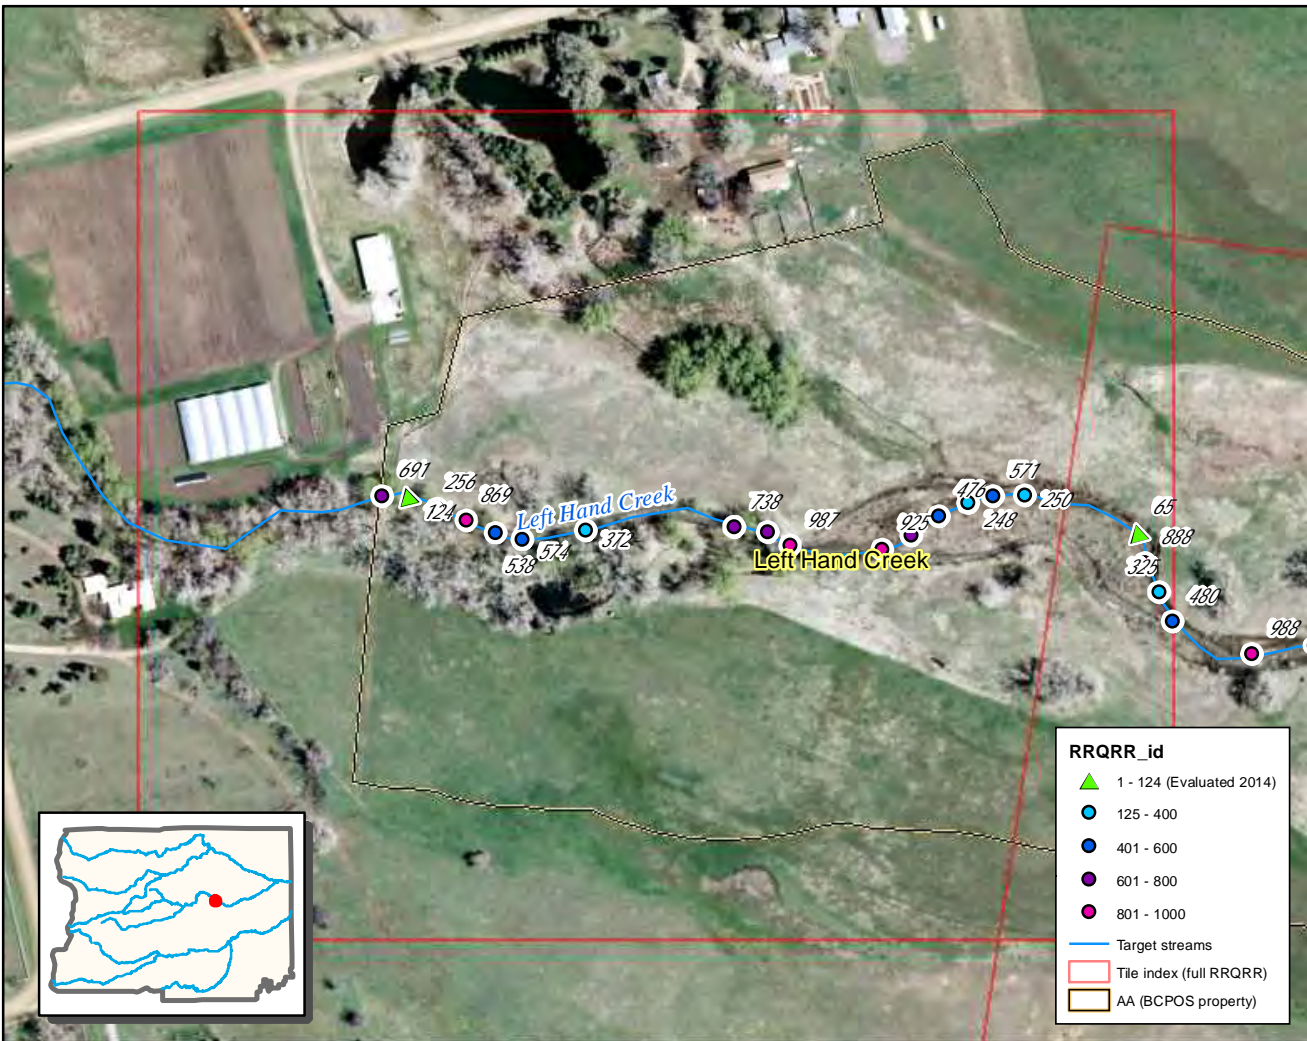 691
256
124
869
Left Hand Creek
538
574
372
738
987
Left Hand Creek
925
476
571
248
250
65
888
325
480
988
RRQRR_id
1 - 124 (Evaluated 2014)
125 - 400
401 - 600
601 - 800
801 - 1000
Target streams
Tile index (full RRQRR)
AA (BCPOS property)